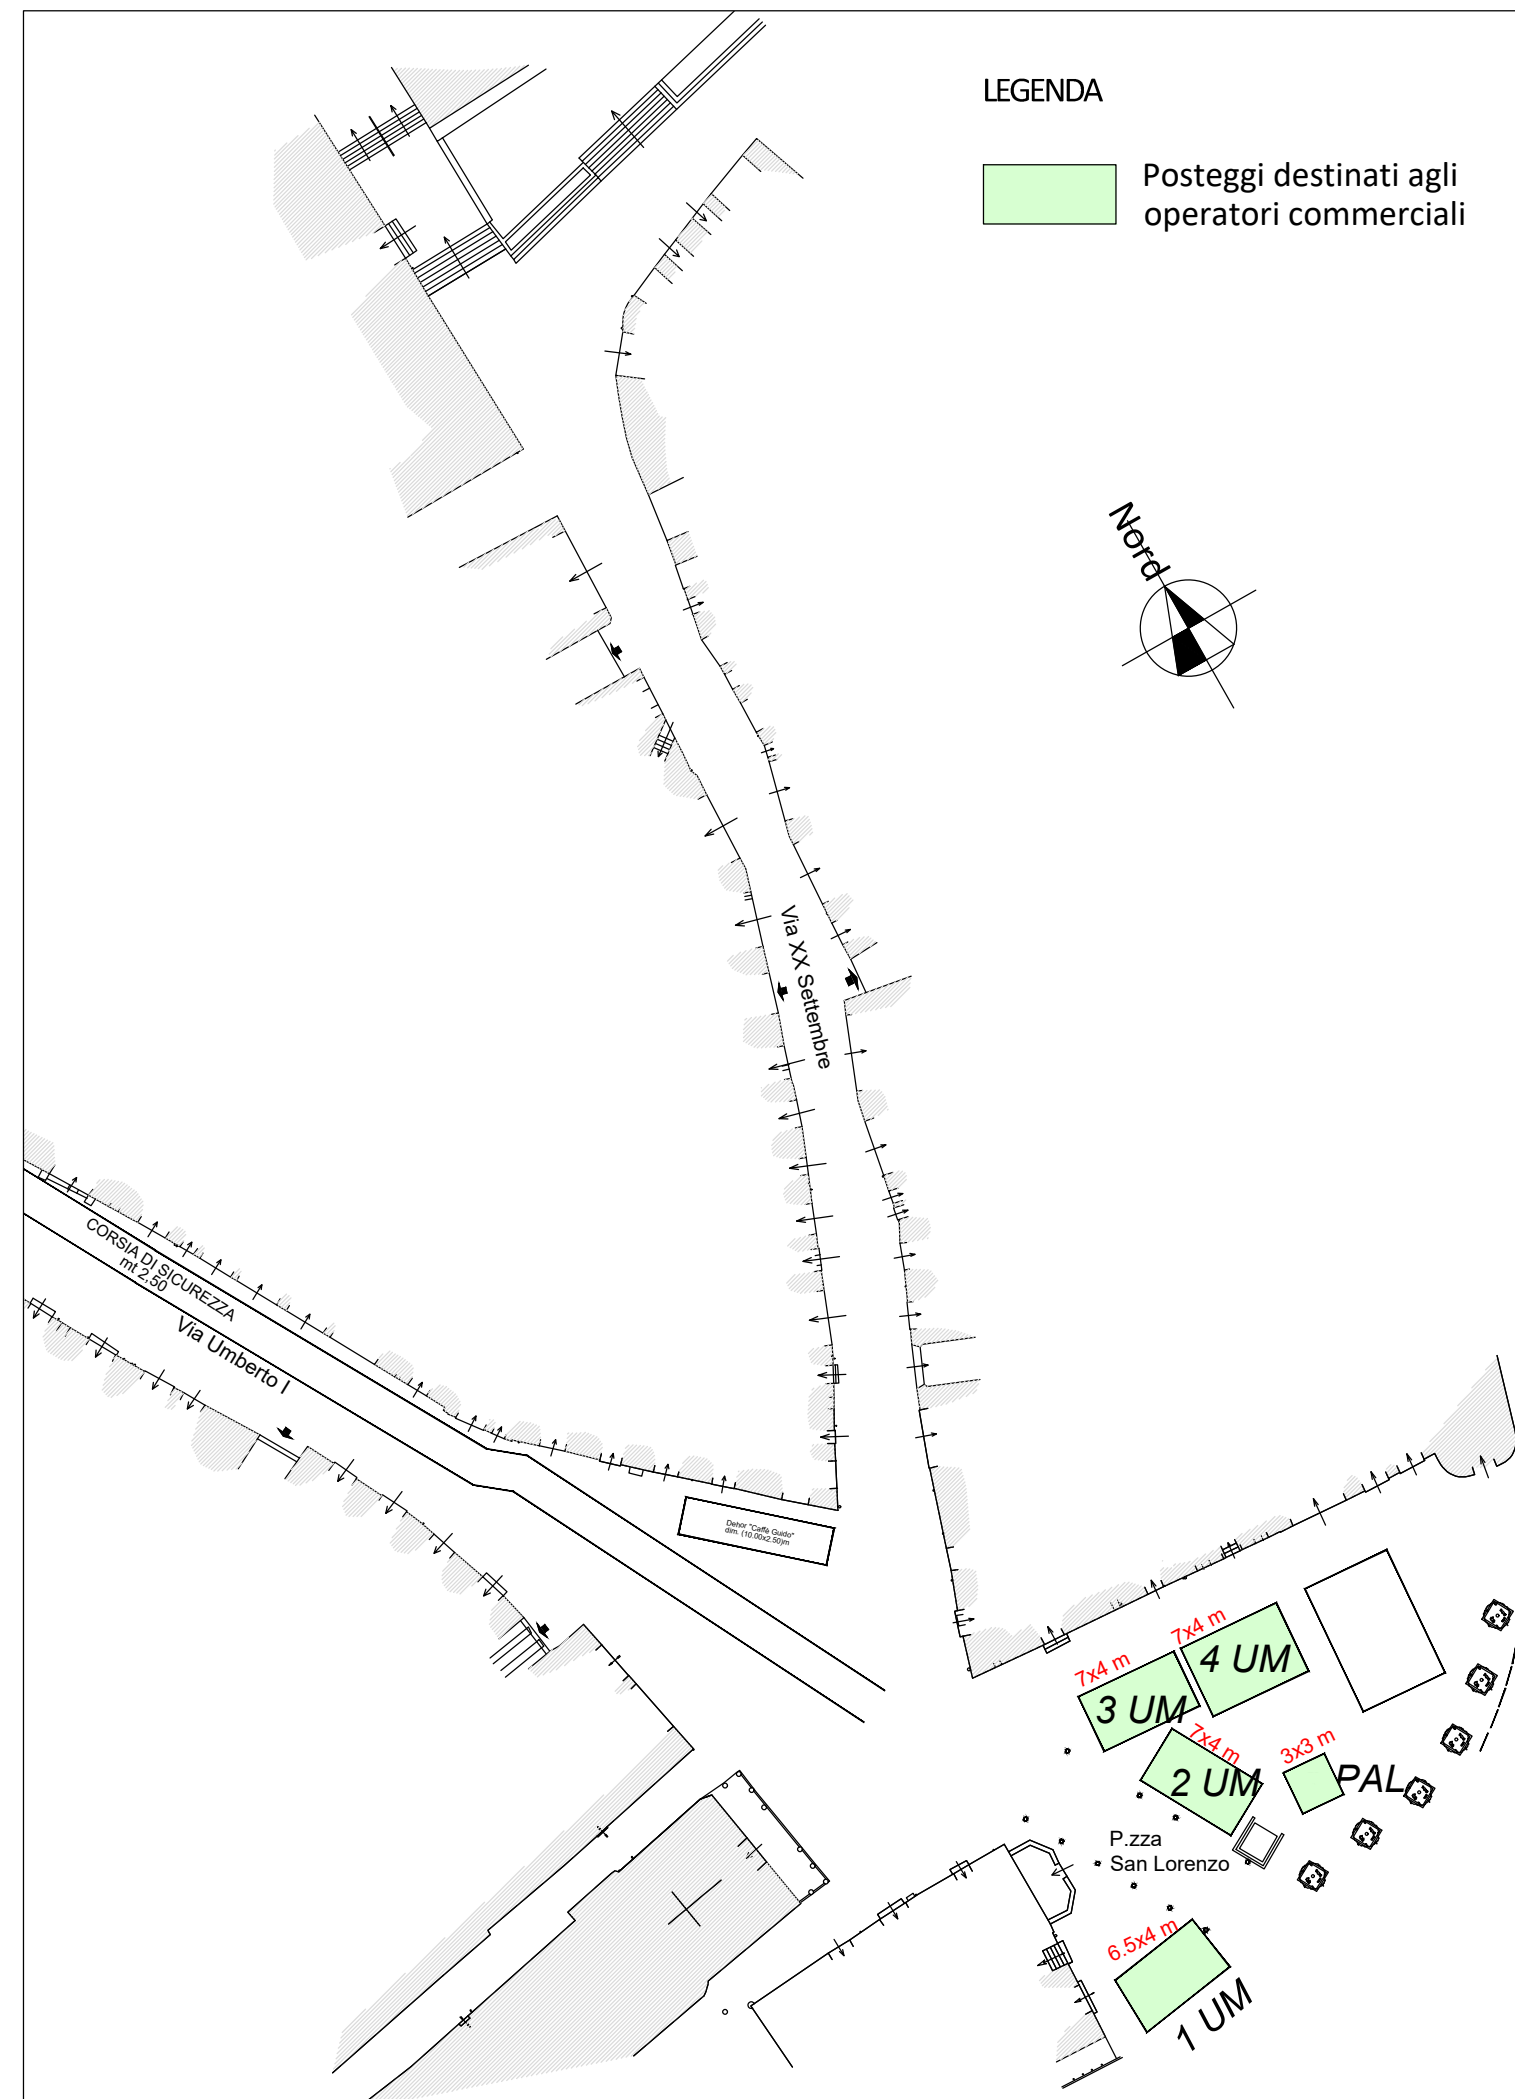 LEGENDA
Posteggi destinati agli
operatori commerciali
Nord
Via XX Settembre
CORSIA DI SICUREZZA
mt 2,50
Via Umberto I
Dehor "Caffè Guido"
dim. (10.00x2.50)m
7x4 m
4 UM
7x4 m
3 UM
7x4 m
2 UM
3x3 m
PAL
P.zza
San Lorenzo
6.5x4 m
1 UM